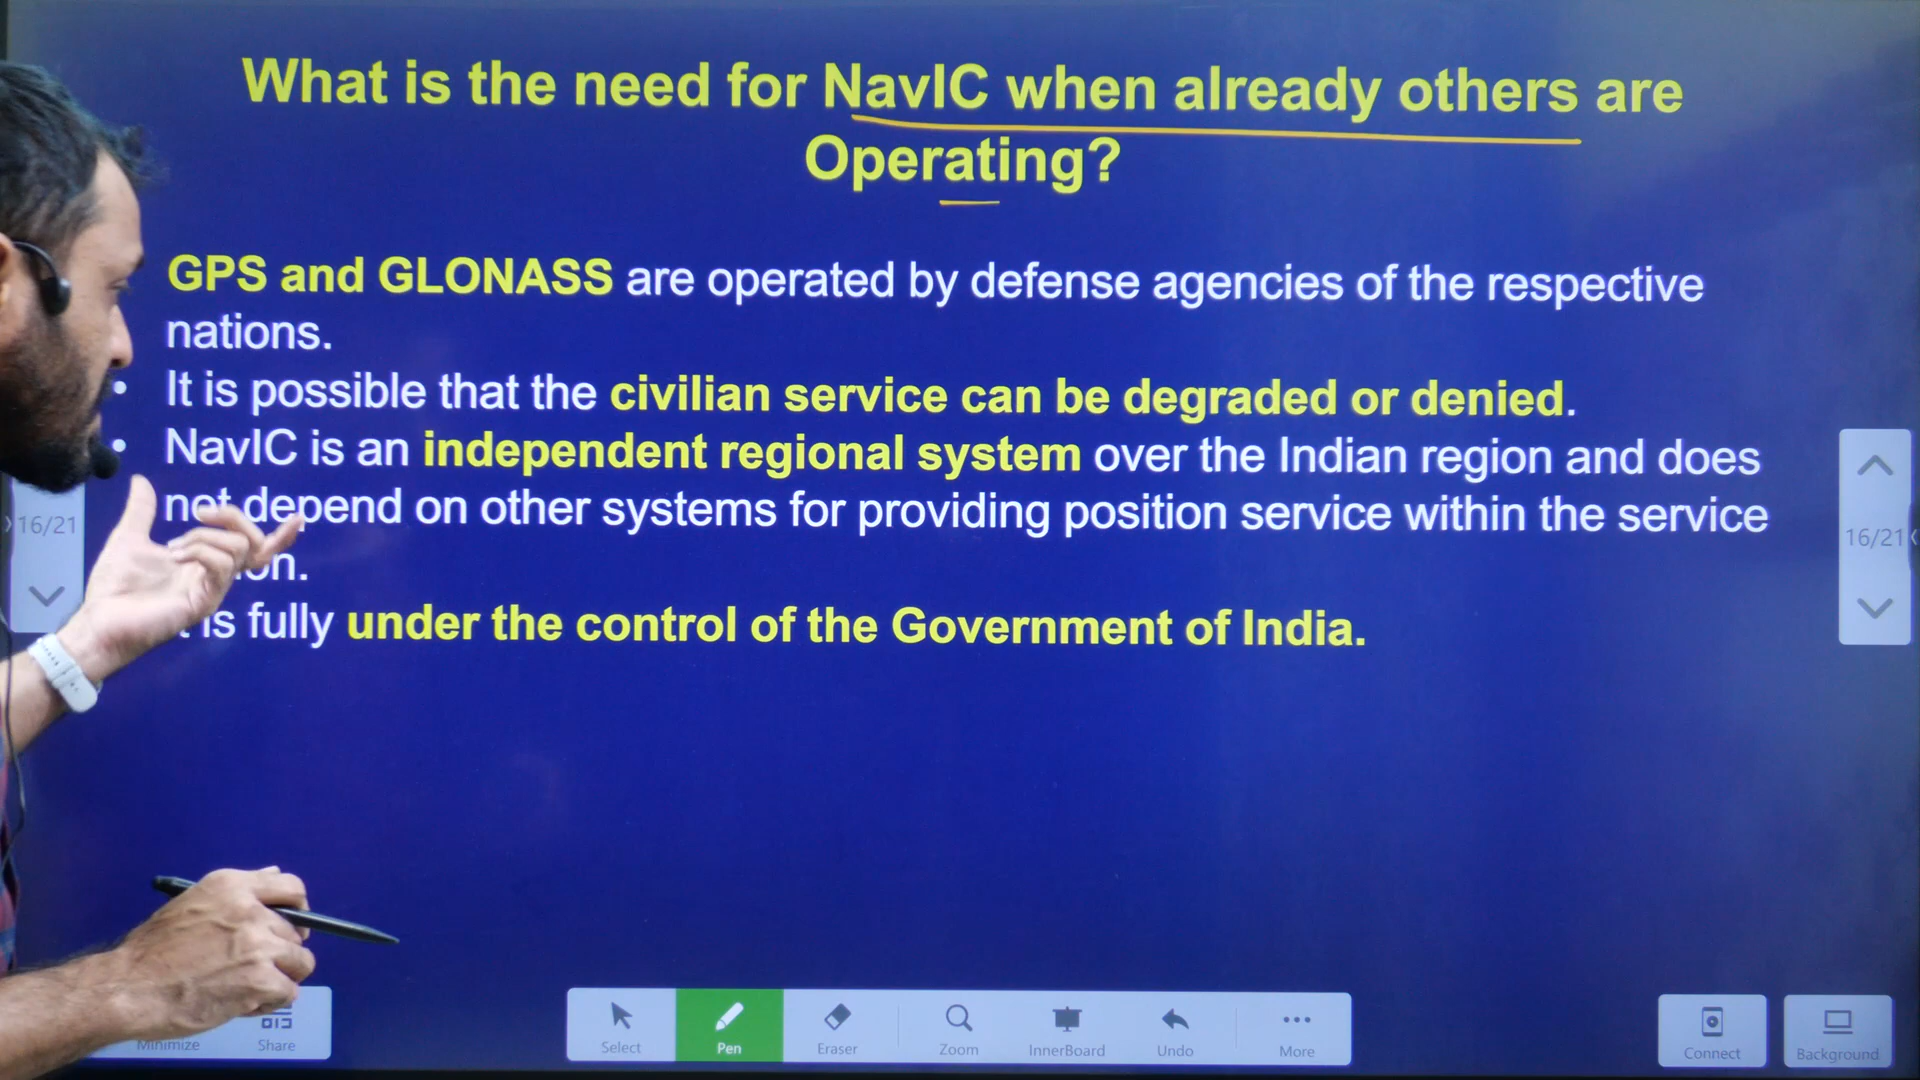 What is the need for NavIC when already others are
Operating?
GPS and GLONASS are operated by defense agencies of the respective
nations.
• It is possible that the civilian service can be degraded or denied.
• NavIC is an independent regional system over the Indian region and does
not depend on other systems for providing position service within the service
is fully under the control of the Government of India.
16/21
16/21
Minimize
Share
Select
Pen
Eraser
Zoom
InnerBoard
Undo
More
Connect
Background